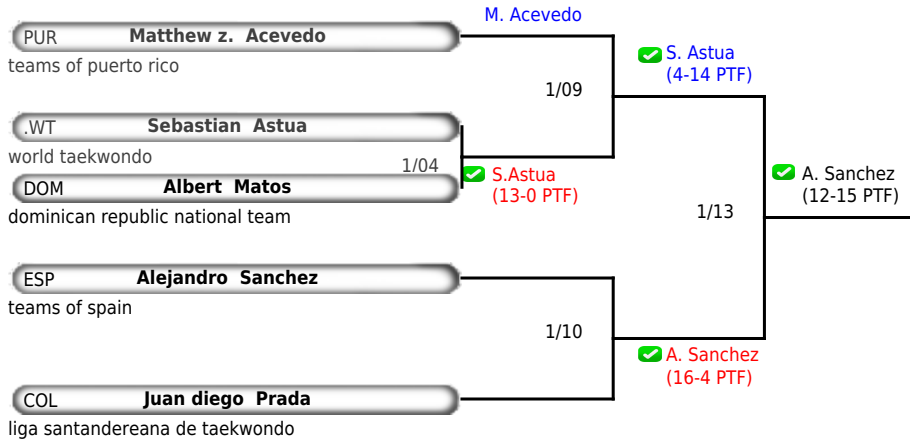 M. Acevedo
PUR Matthew z. Acevedo
teams of puerto rico
S. Astua
(4-14 PTF)
1/09
.WT Sebastian Astua
world taekwondo
1/04
S.Astua
(13-0 PTF)
DOM Albert Matos
dominican republic national team
A. Sanchez
(12-15 PTF)
1/13
ESP Alejandro Sanchez
teams of spain
1/10
A. Sanchez
(16-4 PTF)
COL Juan diego Prada
liga santandereana de taekwondo